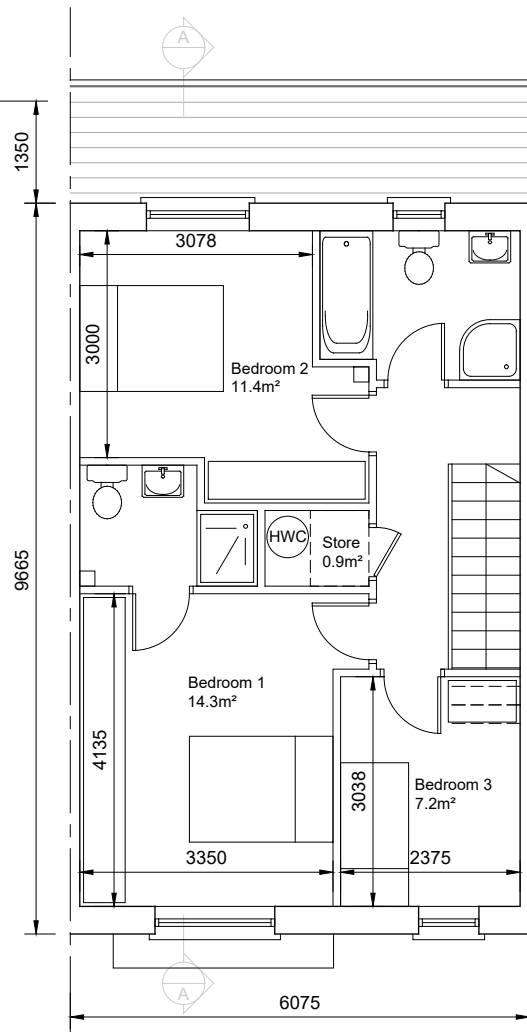 A
1350
3078
3000
Bedroom 2
11.4m²
HWC
Store
0.9m²
9665
Bedroom 1
14.3m²
4135
3038
Bedroom 3
7.2m²
3350
2375
A
6075